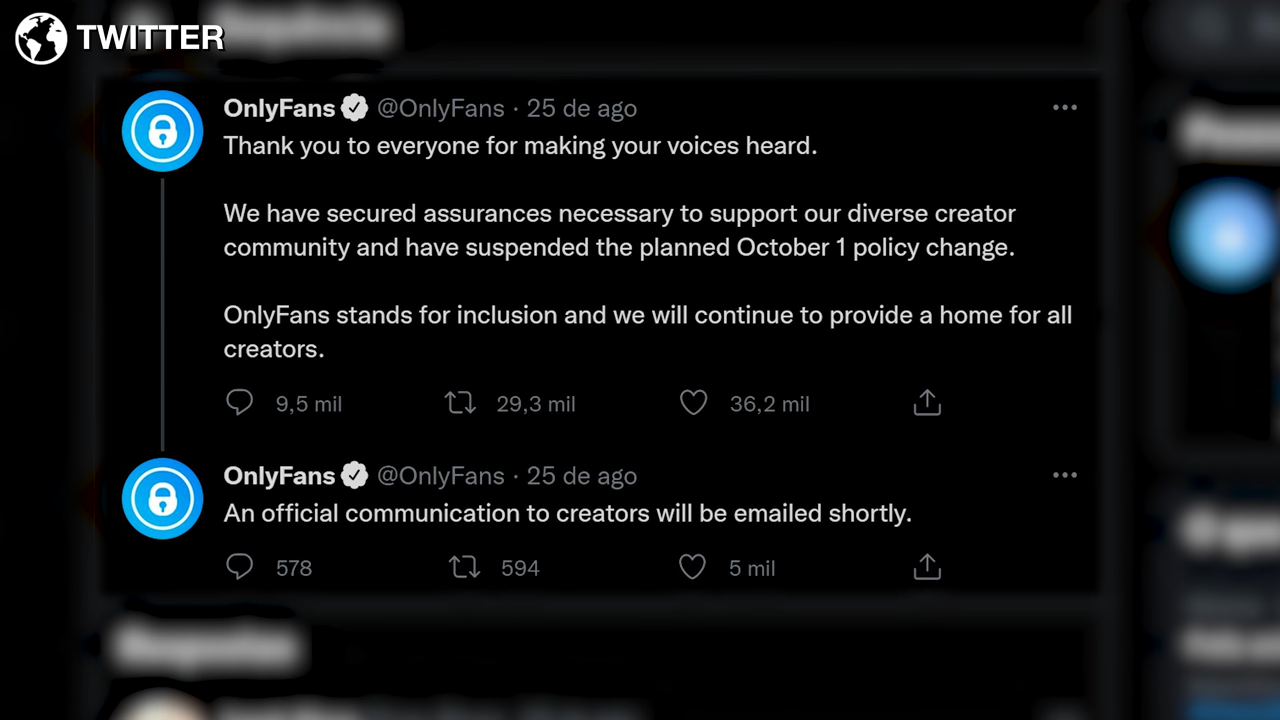 TWITTER
OnlyFans @OnlyFans · 25 de ago
Thank you to everyone for making your voices heard.
We have secured assurances necessary to support our diverse creator
community and have suspended the planned October 1 policy change.
OnlyFans stands for inclusion and we will continue to provide a home for all
creators.
9,5 mil 29,3 mil 36,2 mil
OnlyFans @OnlyFans · 25 de ago
An official communication to creators will be emailed shortly.
578 594 5 mil